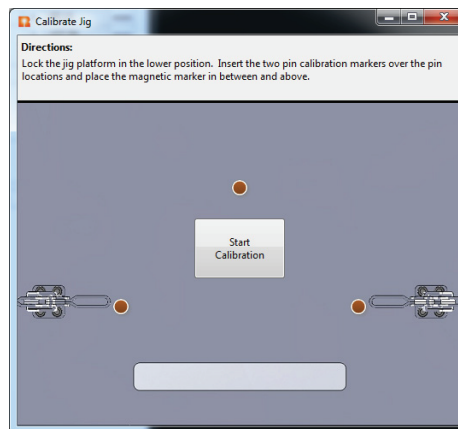 Calibrate Jig
Directions:
Lock the jig platform in the lower position.  Insert the two pin calibration markers over the pin
locations and place the magnetic marker in between and above.
Start
Calibration